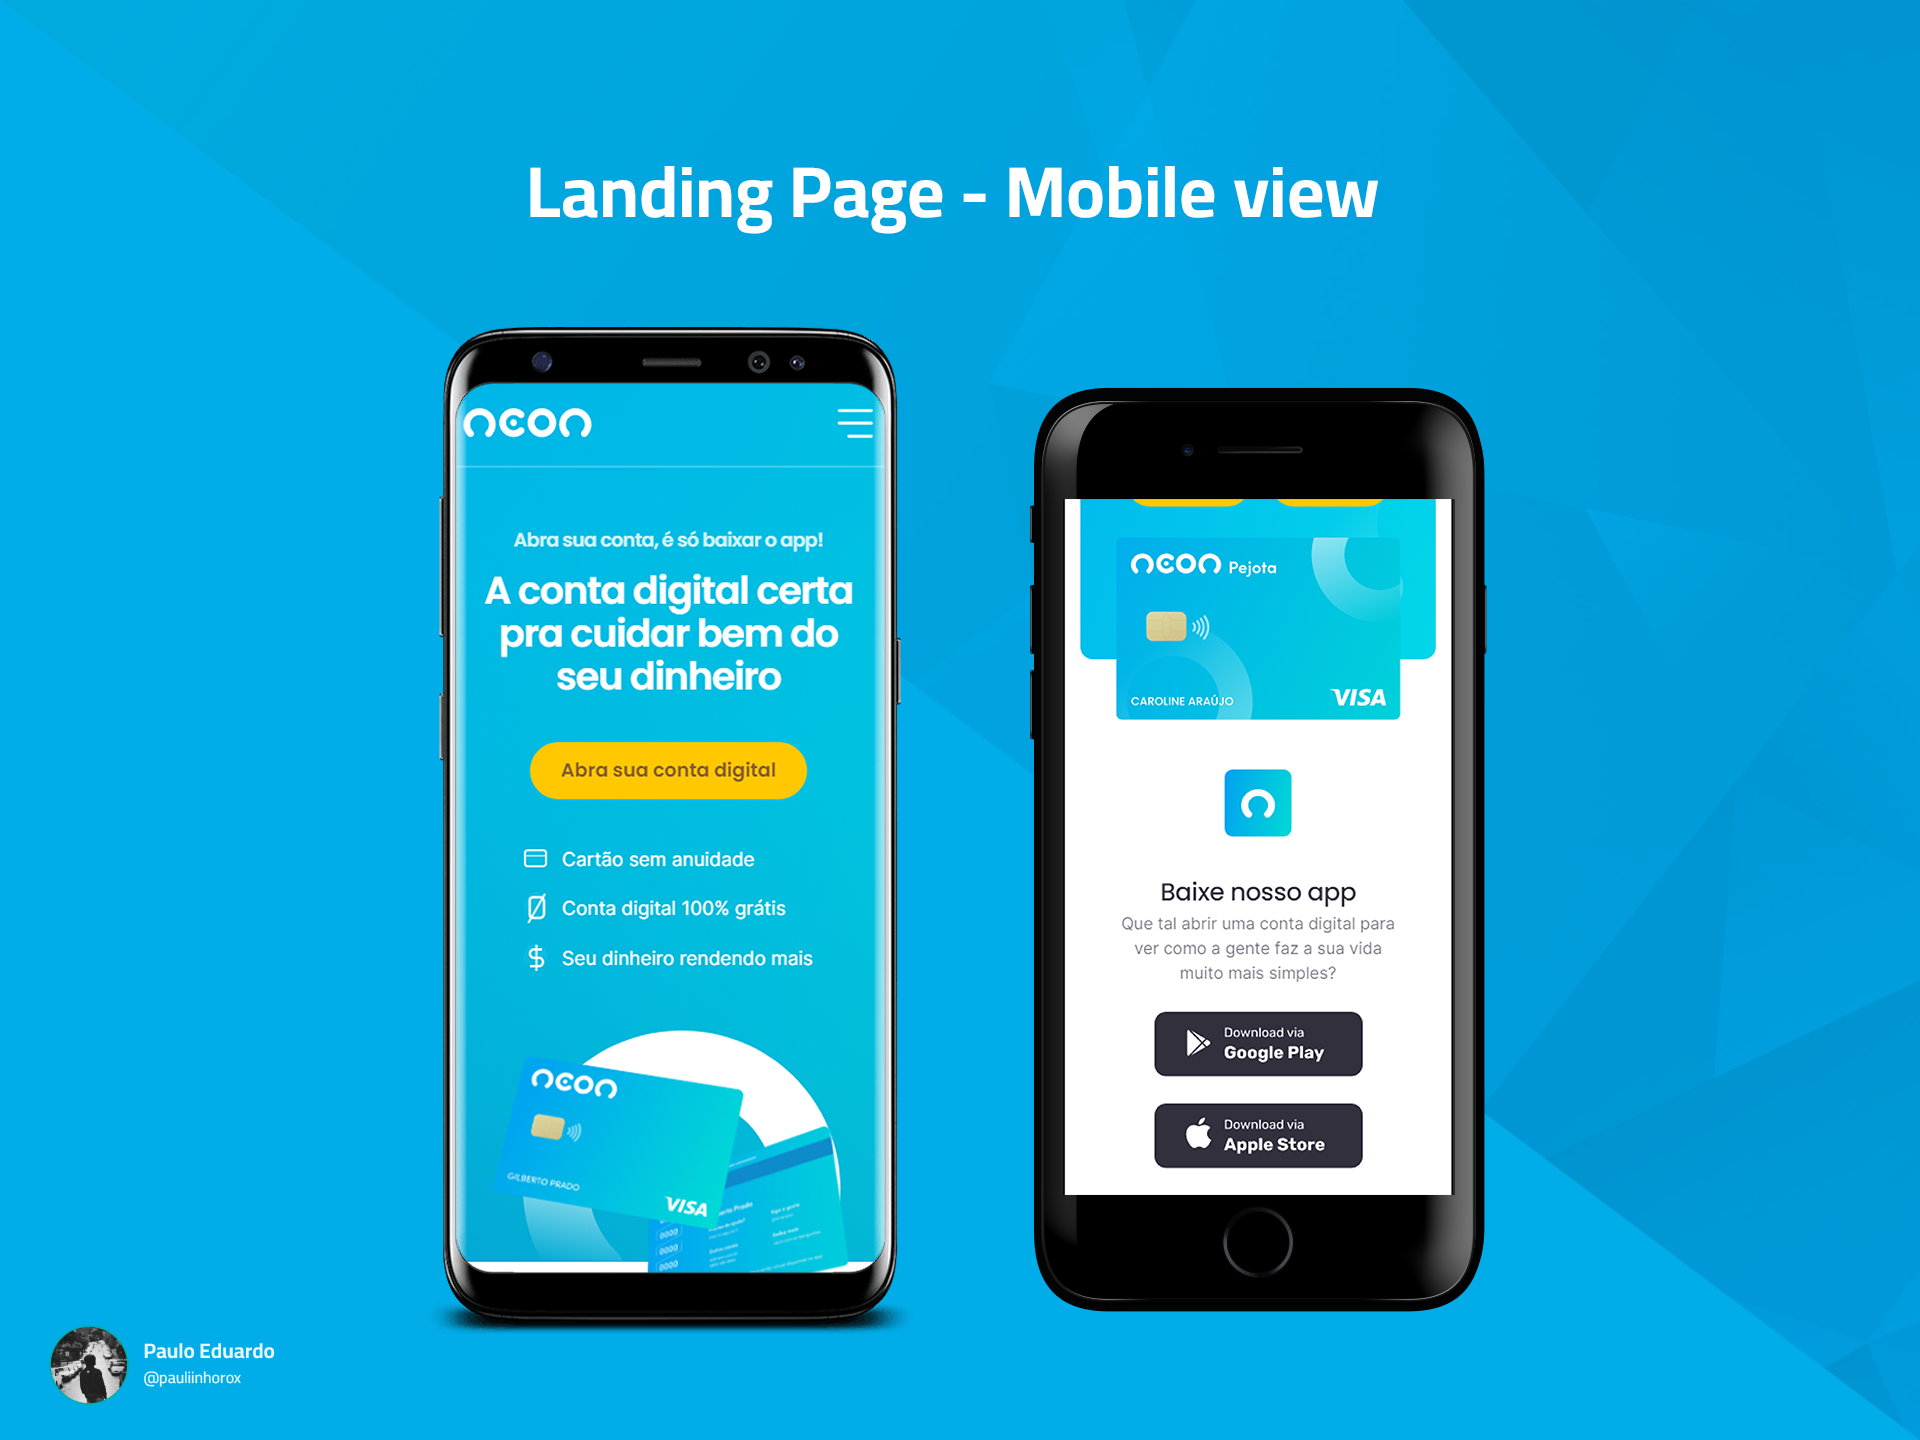 Landing Page - Mobile view
neon
Abra sua conta, é só baixar o app!
A conta digital certa
pra cuidar bem do
seu dinheiro
Abra sua conta digital
Cartão sem anuidade
Conta digital 100% grátis
Seu dinheiro rendendo mais
neon
GILBERTO PRADO
VISA
0000
0000
0000
neon Pejota
CAROLINE ARAÚJO
VISA
Baixe nosso app
Que tal abrir uma conta digital para
ver como a gente faz a sua vida
muito mais simples?
Download via
Google Play
Download via
Apple Store
Paulo Eduardo
@pauliinhorox